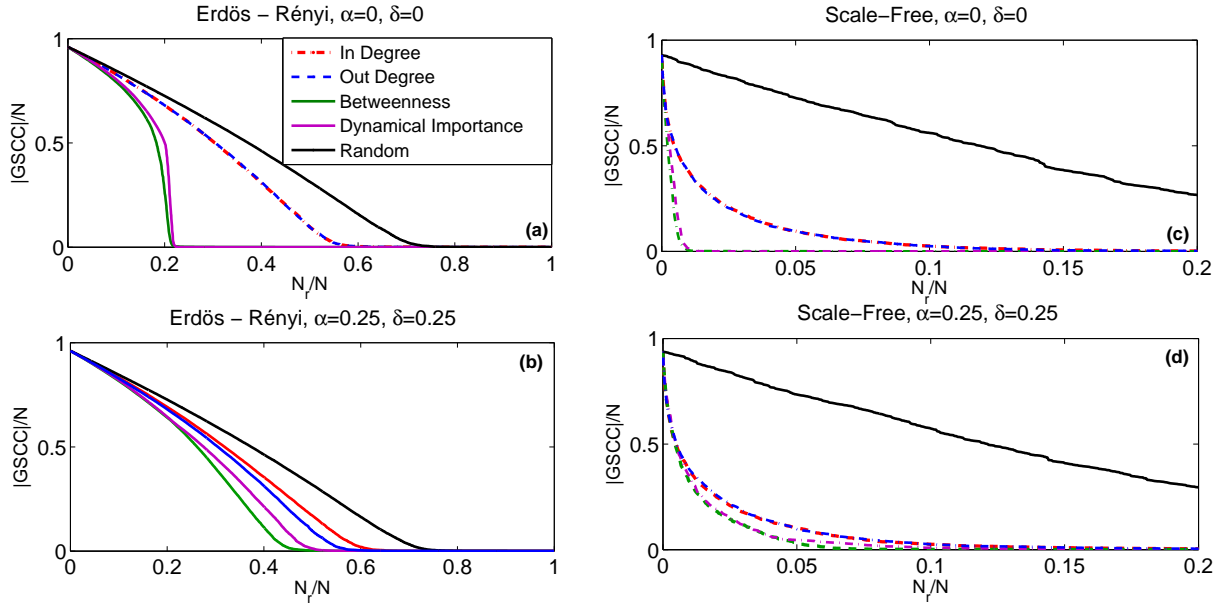 Erdös − Rényi, α=0, δ=0
|GSCC|/N
1
0.5
0
In Degree
Out Degree
Betweenness
Dynamical Importance
Random
(a)
0 0.2 0.4 0.6 0.8 1
N_r/N
Scale−Free, α=0, δ=0
|GSCC|/N
1
0.5
0
(c)
0 0.05 0.1 0.15 0.2
N_r/N
Erdös − Rényi, α=0.25, δ=0.25
|GSCC|/N
1
0.5
0
(b)
0 0.2 0.4 0.6 0.8 1
N_r/N
Scale−Free, α=0.25, δ=0.25
|GSCC|/N
1
0.5
0
(d)
0 0.05 0.1 0.15 0.2
N_r/N